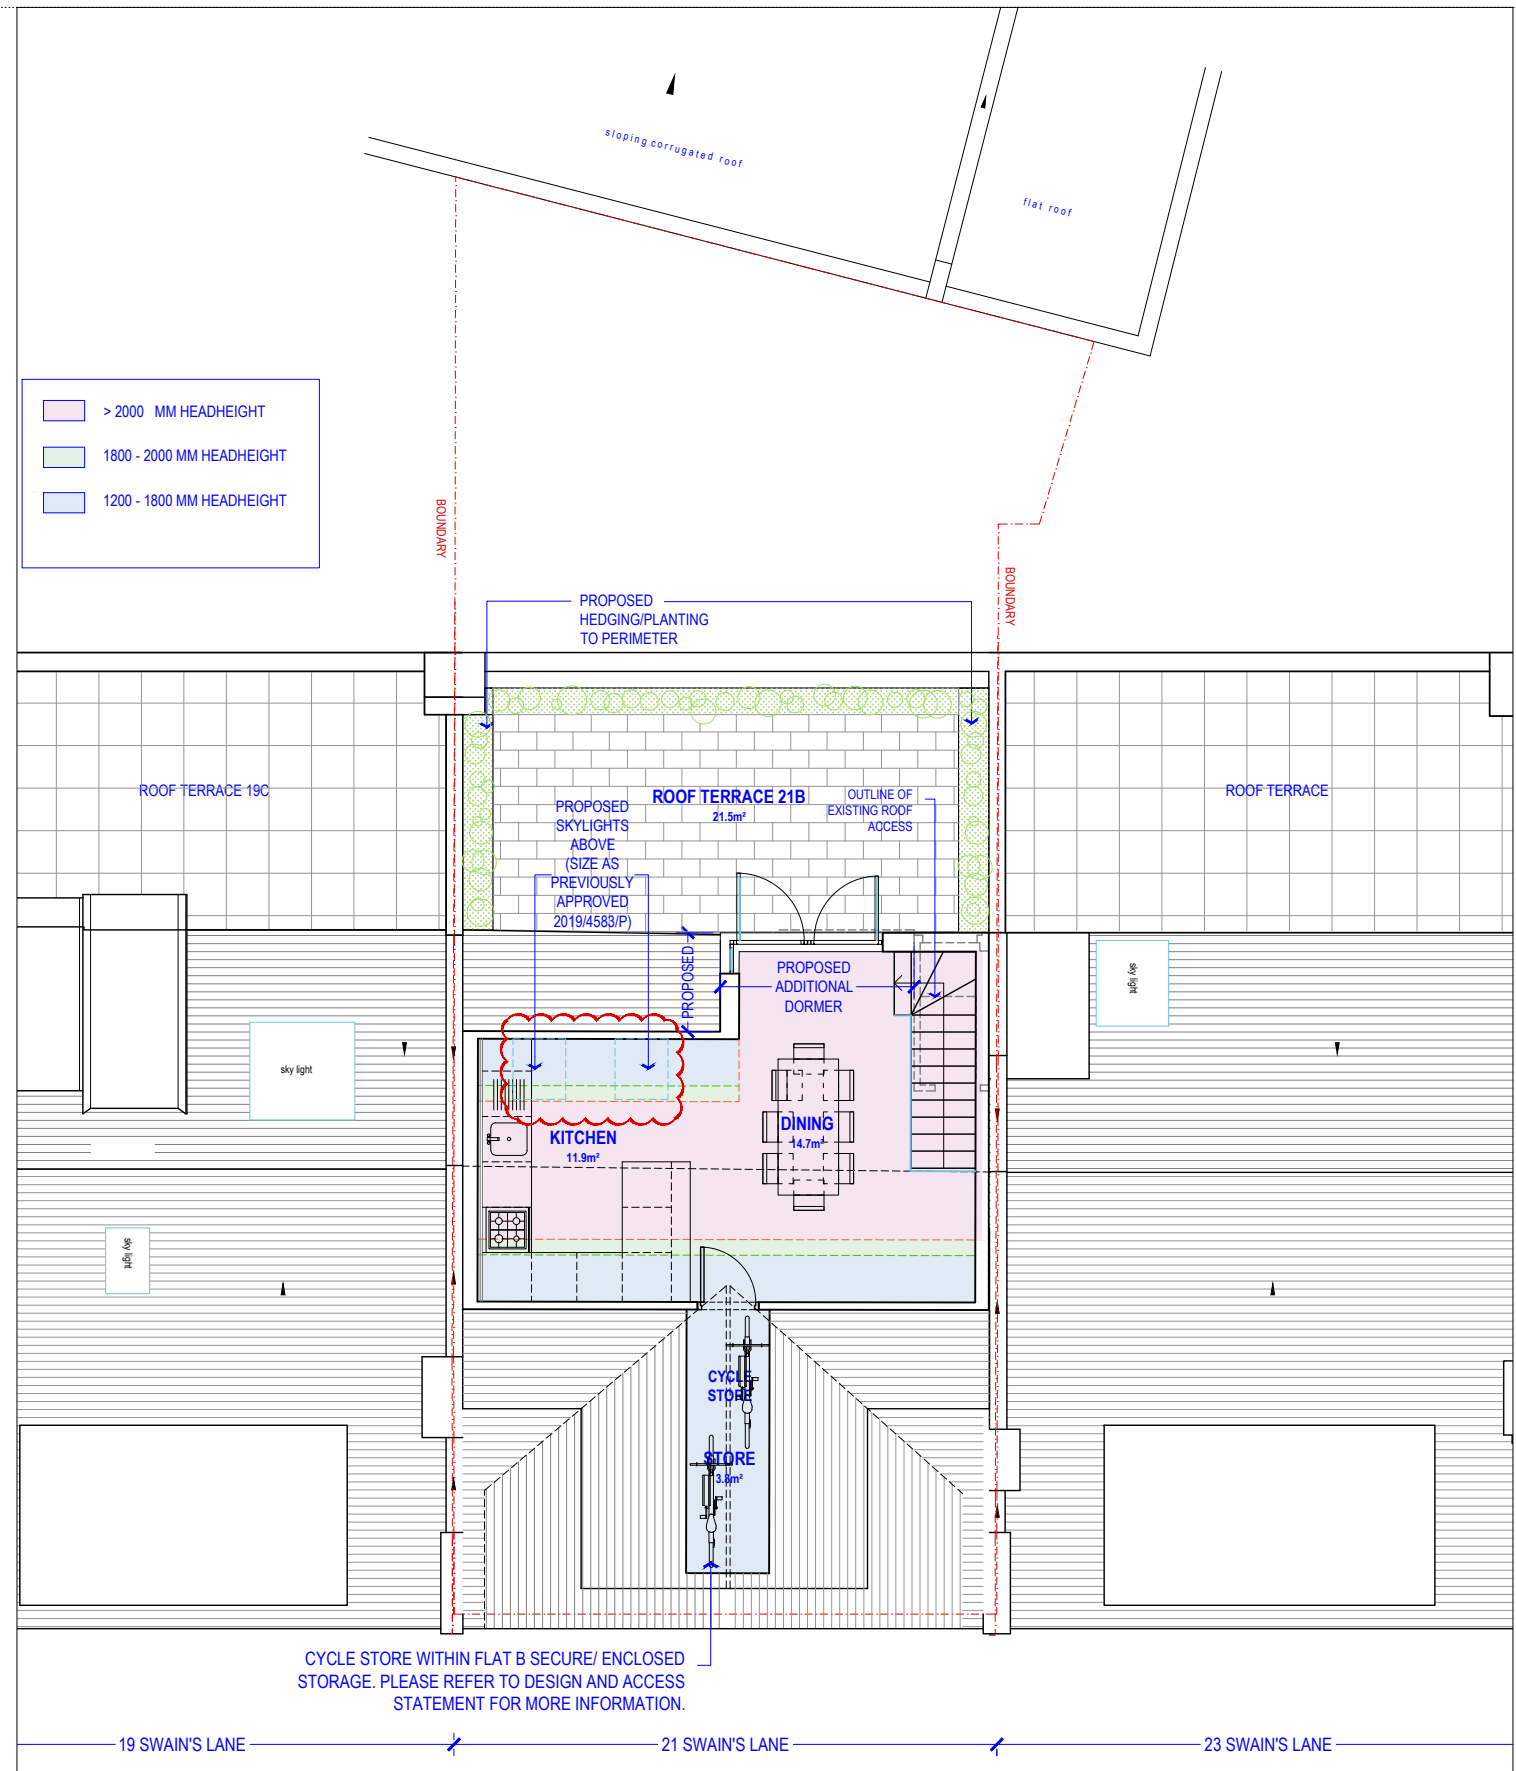 sloping corrugated roof
flat roof
> 2000 MM HEADHEIGHT
1800 - 2000 MM HEADHEIGHT
1200 - 1800 MM HEADHEIGHT
BOUNDARY
BOUNDARY
PROPOSED
HEDGING/PLANTING
TO PERIMETER
ROOF TERRACE 19C
ROOF TERRACE 21B
21.5m²
PROPOSED
SKYLIGHTS
ABOVE
(SIZE AS
PREVIOUSLY
APPROVED
2019/4583/P)
OUTLINE OF
EXISTING ROOF
ACCESS
ROOF TERRACE
PROPOSED
PROPOSED
ADDITIONAL
DORMER
sky light
sky light
sky light
KITCHEN
11.9m²
DINING
14.7m²
CYCLE
STORE
STORE
3.8m²
CYCLE STORE WITHIN FLAT B SECURE/ ENCLOSED
STORAGE. PLEASE REFER TO DESIGN AND ACCESS
STATEMENT FOR MORE INFORMATION.
19 SWAIN'S LANE
21 SWAIN'S LANE
23 SWAIN'S LANE